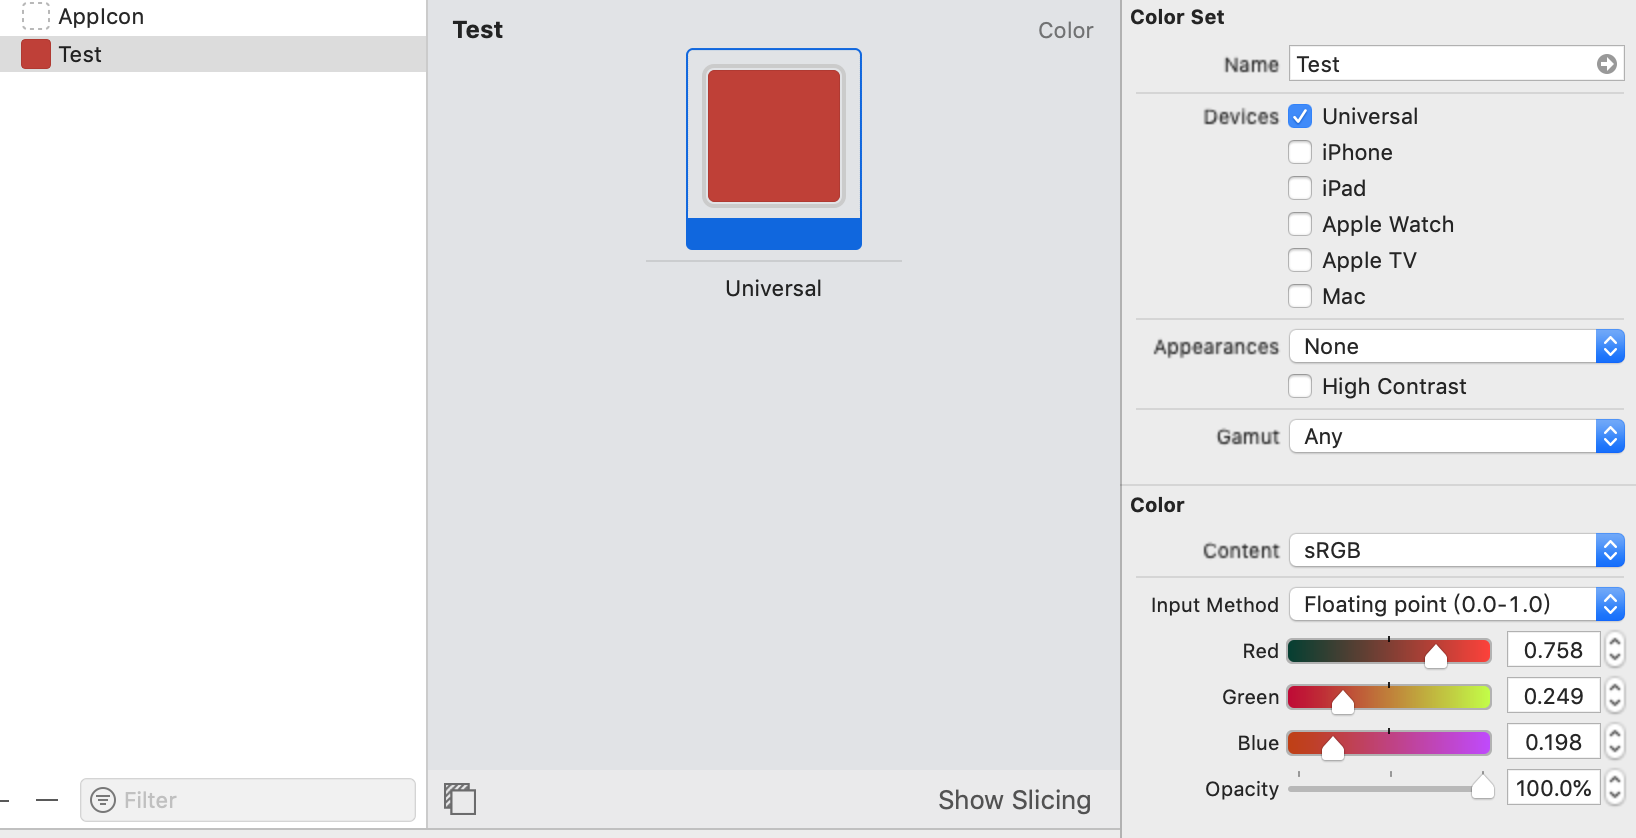 AppIcon
Test
Filter
Test
Color
Universal
Show Slicing
Color Set
Name Test
Devices Universal
iPhone
iPad
Apple Watch
Apple TV
Mac
Appearances None
High Contrast
Gamut Any
Color
Content sRGB
Input Method Floating point (0.0-1.0)
Red 0.758
Green 0.249
Blue 0.198
Opacity 100.0%